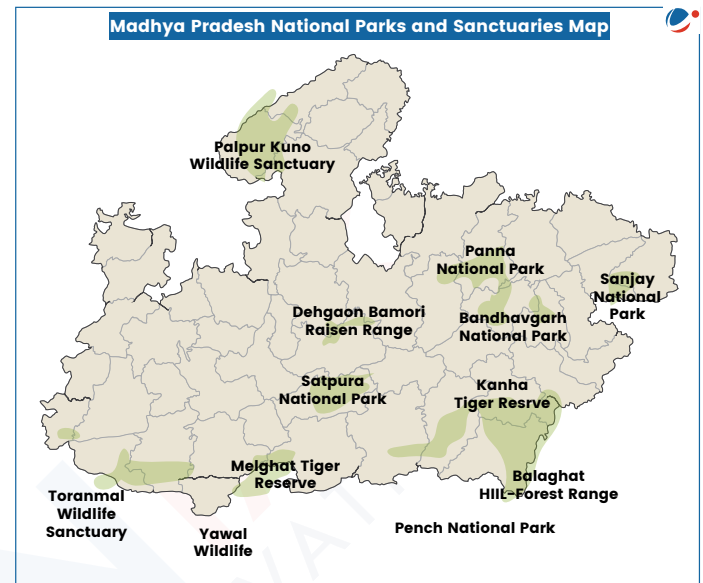 Madhya Pradesh National Parks and Sanctuaries Map
Palpur Kuno
Wildlife Sanctuary
Panna
National Park
Sanjay
National
Park
Dehgaon Bamori
Raisen Range
Bandhavgarh
National Park
Satpura
National Park
Kanha
Tiger Resrve
Melghat Tiger
Reserve
Balaghat
HIIL-Forest Range
Toranmal
Wildlife
Sanctuary
Yawal
Wildlife
Pench National Park